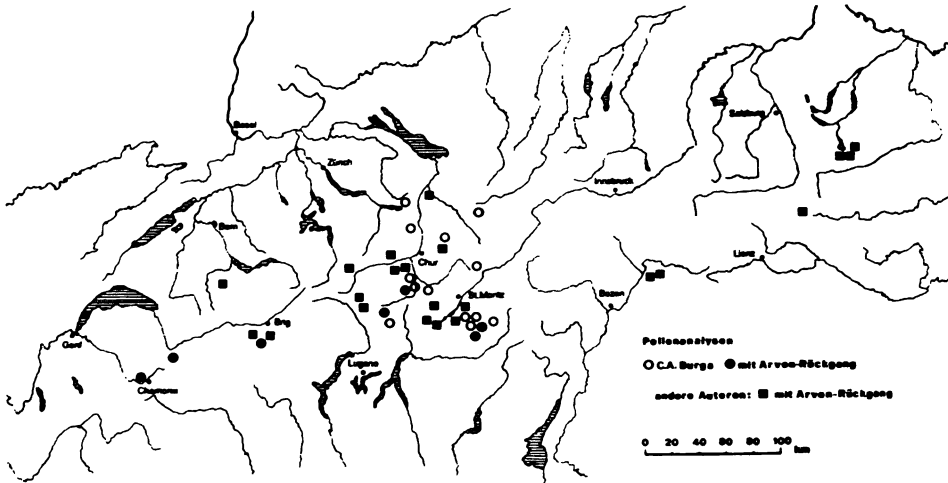 Basel
Zürich
Salzburg
Innsbruck
Bern
Chur
Lienz
St.Moritz
Bozen
Brig
Genf
Lugano
Chamonix
Pollenanalysen
C.A. Burga mit Arven-Rückgang
andere Autoren: mit Arven-Rückgang
0 20 40 60 80 100
km